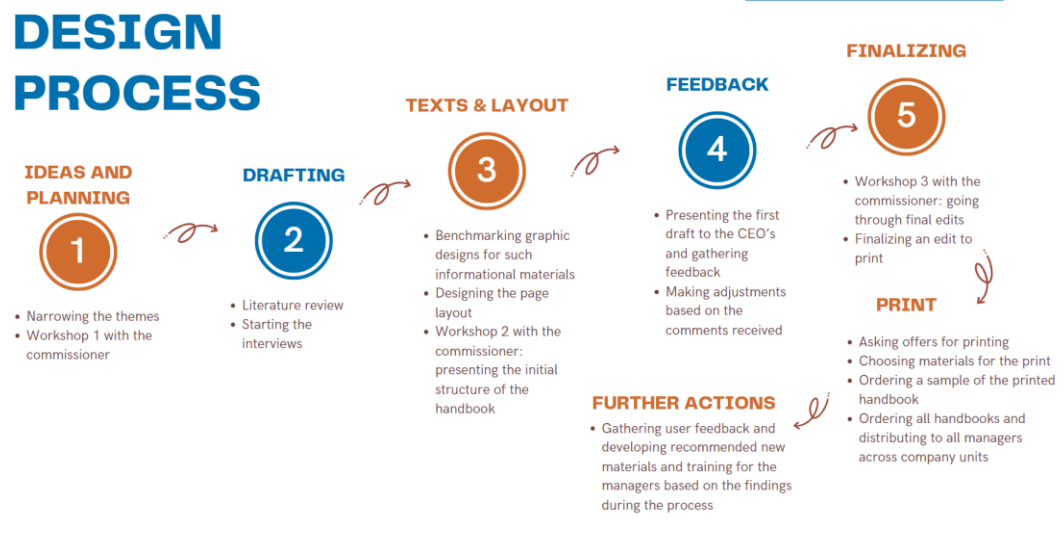 DESIGN
PROCESS
IDEAS AND
PLANNING
1
• Narrowing the themes
• Workshop 1 with the
commissioner
DRAFTING
2
• Literature review
• Starting the
interviews
TEXTS & LAYOUT
3
• Benchmarking graphic
designs for such
informational materials
• Designing the page
layout
• Workshop 2 with the
commissioner:
presenting the initial
structure of the
handbook
FEEDBACK
4
• Presenting the first
draft to the CEO's
and gathering
feedback
• Making adjustments
based on the
comments received
FINALIZING
5
• Workshop 3 with the
commissioner: going
through final edits
• Finalizing an edit to
print
PRINT
• Asking offers for printing
• Choosing materials for the print
• Ordering a sample of the printed
handbook
• Ordering all handbooks and
distributing to all managers
across company units
FURTHER ACTIONS
• Gathering user feedback and
developing recommended new
materials and training for the
managers based on the findings
during the process